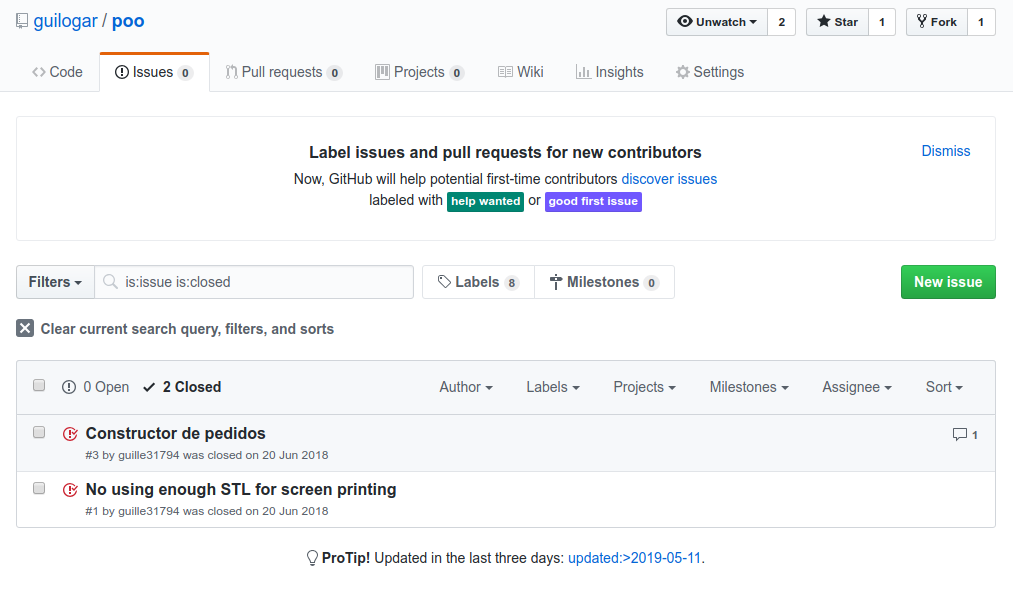 guilogar / poo
Unwatch 2 Star 1 Fork 1
Code Issues 0 Pull requests 0 Projects 0 Wiki Insights Settings
Label issues and pull requests for new contributors
Dismiss
Now, GitHub will help potential first-time contributors discover issues
labeled with help wanted or good first issue
Filters is:issue is:closed Labels 8 Milestones 0 New issue
Clear current search query, filters, and sorts
0 Open 2 Closed Author Labels Projects Milestones Assignee Sort
Constructor de pedidos 1
#3 by guille31794 was closed on 20 Jun 2018
No using enough STL for screen printing
#1 by guille31794 was closed on 20 Jun 2018
ProTip! Updated in the last three days: updated:>2019-05-11.